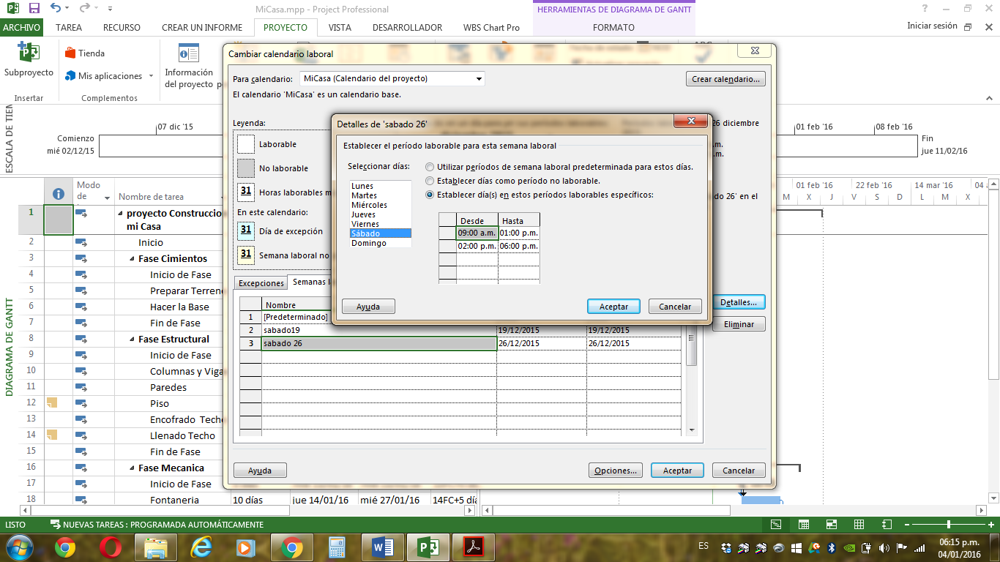 MiCasa.mpp - Project Professional
HERRAMIENTAS DE DIAGRAMA DE GANTT
ARCHIVO TAREA RECURSO CREAR UN INFORME PROYECTO VISTA DESARROLLADOR WBS Chart Pro FORMATO
Iniciar sesión
Subproyecto
Tienda
Mis aplicaciones
Información
del proyecto
Insertar
Complementos
Cambiar calendario laboral
Para calendario: MiCasa (Calendario del proyecto)
Crear calendario...
El calendario 'MiCasa' es un calendario base.
Leyenda:
Laborable
No laborable
31 Horas laborables m
En este calendario:
31 Día de excepción
31 Semana laboral no
26 diciembre
.m.
.m.
o 26' en el
Detalles de 'sabado 26'
Establecer el período laborable para esta semana laboral
Seleccionar días:
Lunes
Martes
Miércoles
Jueves
Viernes
Sábado
Domingo
Utilizar períodos de semana laboral predeterminada para estos días.
Establecer días como período no laborable.
Establecer día(s) en estos períodos laborables específicos:
Desde Hasta
09:00 a.m. 01:00 p.m.
02:00 p.m. 06:00 p.m.
Ayuda Aceptar Cancelar
Excepciones Semanas l
Detalles...
Eliminar
Nombre
1 [Predeterminado]
2 sabado19 19/12/2015 19/12/2015
3 sabado 26 26/12/2015 26/12/2015
Ayuda Opciones... Aceptar Cancelar
ESCALA DE TIEM
07 dic '15
01 feb '16
08 feb '16
Comienzo
mié 02/12/15
Fin
jue 11/02/16
DIAGRAMA DE GANTT
Modo
de
Nombre de tarea
01 feb '16 22 feb '16 14 mar '16 04 a
M J S D L M X J V
1 proyecto Construccio
mi Casa
2 Inicio
3 Fase Cimientos
4 Inicio de Fase
5 Preparar Terren
6 Hacer la Base
7 Fin de Fase
8 Fase Estructural
9 Inicio de Fase
10 Columnas y Viga
11 Paredes
12 Piso
13 Encofrado Techo
14 Llenado Techo
15 Fin de Fase
16 Fase Mecanica
17 Inicio de Fase
18 Fontaneria 10 días jue 14/01/16 mié 27/01/16 14FC+5 día
LISTO NUEVAS TAREAS : PROGRAMADA AUTOMÁTICAMENTE
ES
06:15 p.m.
04/01/2016